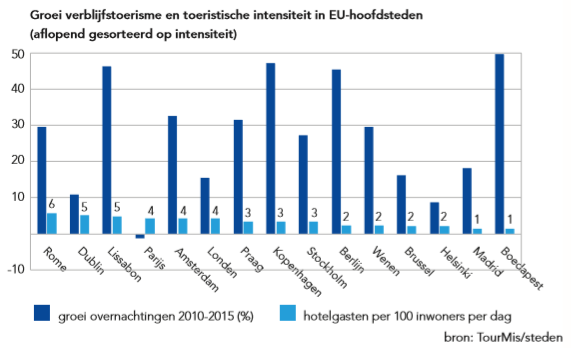 Groei verblijfstoerisme en toeristische intensiteit in EU-hoofdsteden
(aflopend gesorteerd op intensiteit)
50
40
30
20
10
-10
6
5
5
4
4
4
3
3
3
2
2
2
2
1
1
Rome
Dublin
Lissabon
Parijs
Amsterdam
Londen
Praag
Kopenhagen
Stockholm
Berlijn
Wenen
Brussel
Helsinki
Madrid
Boedapest
groei overnachtingen 2010-2015 (%)
hotelgasten per 100 inwoners per dag
bron: TourMis/steden